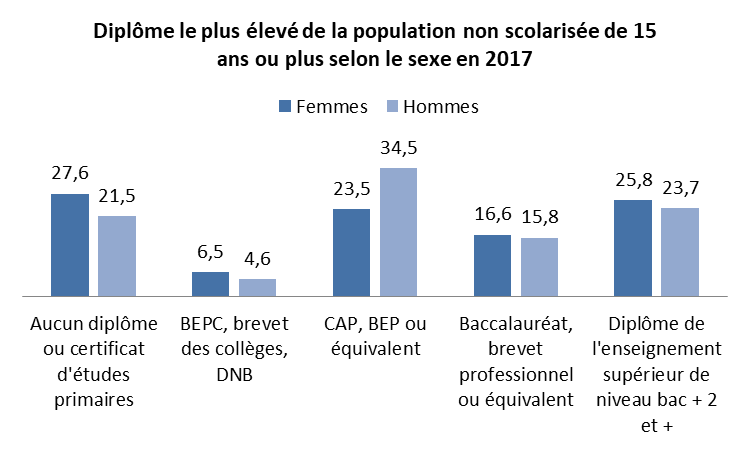 Diplôme le plus élevé de la population non scolarisée de 15
ans ou plus selon le sexe en 2017
Femmes Hommes
27,6 21,5 6,5 4,6 23,5 34,5 16,6 15,8 25,8 23,7
Aucun diplôme
ou certificat
d'études
primaires
BEPC, brevet
des collèges,
DNB
CAP, BEP ou
équivalent
Baccalauréat,
brevet
professionnel
ou équivalent
Diplôme de
l'enseignement
supérieur de
niveau bac + 2
et +